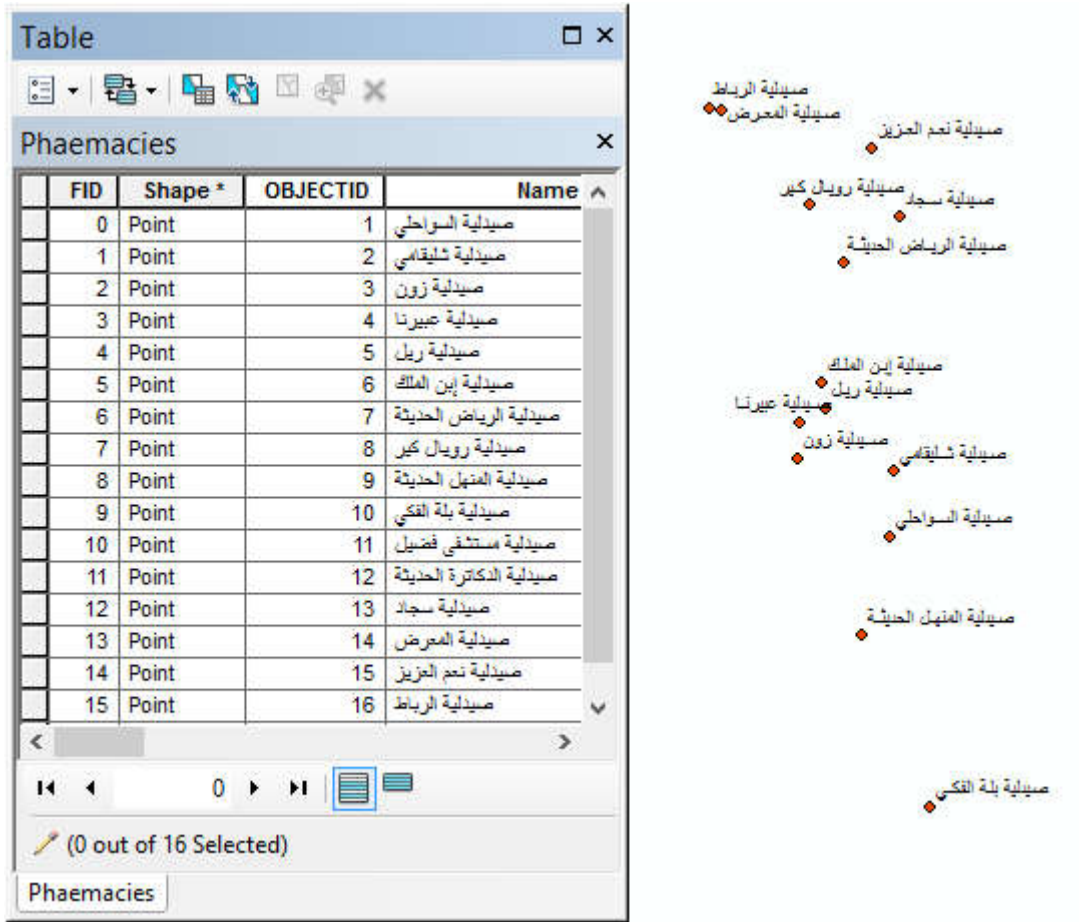 Table
Phaemacies
FID Shape * OBJECTID Name
0 Point 1 صيدلية السواحلي
1 Point 2 صيدلية ثليقامي
2 Point 3 صيدلية زون
3 Point 4 صيدلية عبيرنا
4 Point 5 صيدلية ريل
5 Point 6 صيدلية إبن الملك
6 Point 7 صيدلية الرياض الحديثة
7 Point 8 صيدلية رويال كير
8 Point 9 صيدلية المنهل الحديثة
9 Point 10 صيدلية بلة الفكي
10 Point 11 صيدلية مستشفى فضيل
11 Point 12 صيدلية الدكاترة الحديثة
12 Point 13 صيدلية سجاد
13 Point 14 صيدلية المعرض
14 Point 15 صيدلية نعم العزيز
15 Point 16 صيدلية الرباط
0
(0 out of 16 Selected)
Phaemacies
صيدلية الرباط
صيدلية المعرض
صيدلية نعم العزيز
صيدلية رويال كير
صيدلية سجاد
صيدلية الرياض الحديثة
صيدلية إبن الملك
صيدلية ريل
صيدلية عبيرنا
صيدلية زون
صيدلية ثليقامي
صيدلية السواحلي
صيدلية المنهل الحديثة
صيدلية بلة الفكي